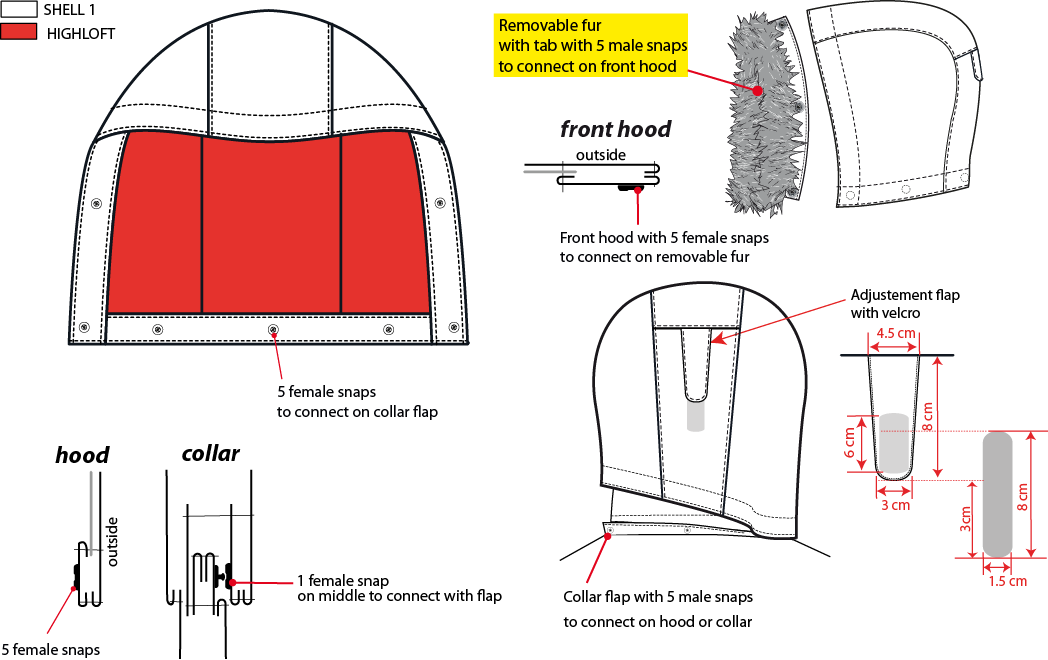 SHELL 1
HIGHLOFT
Removable fur
with tab with 5 male snaps
to connect on front hood
front hood
outside
Front hood with 5 female snaps
to connect on removable fur
5 female snaps
to connect on collar flap
Adjustement flap
with velcro
4.5 cm
8 cm
6 cm
3 cm
3cm
8 cm
1.5 cm
hood
collar
outside
1 female snap
on middle to connect with flap
5 female snaps
Collar flap with 5 male snaps
to connect on hood or collar